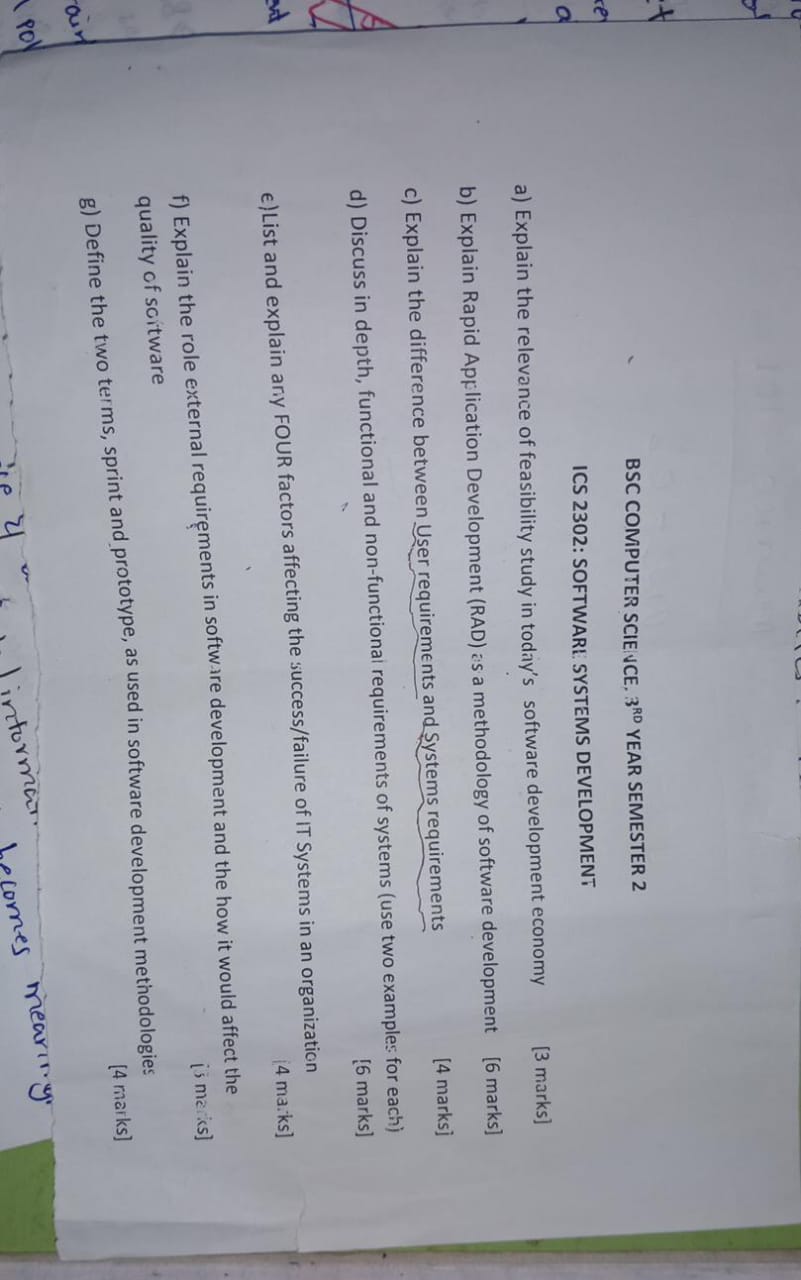 BSC COMPUTER SCIENCE, 3RD YEAR SEMESTER 2
ICS 2302: SOFTWARE SYSTEMS DEVELOPMENT
a) Explain the relevance of feasibility study in today's software development economy [3 marks]
b) Explain Rapid Application Development (RAD) as a methodology of software development [6 marks]
c) Explain the difference between User requirements and Systems requirements [4 marks]
d) Discuss in depth, functional and non-functional requirements of systems (use two examples for each) [6 marks]
e)List and explain any FOUR factors affecting the success/failure of IT Systems in an organization [4 marks]
f) Explain the role external requirements in software development and the how it would affect the
quality of software marks]
g) Define the two terms, sprint and prototype, as used in software development methodologies [4 marks]
becomes meaning